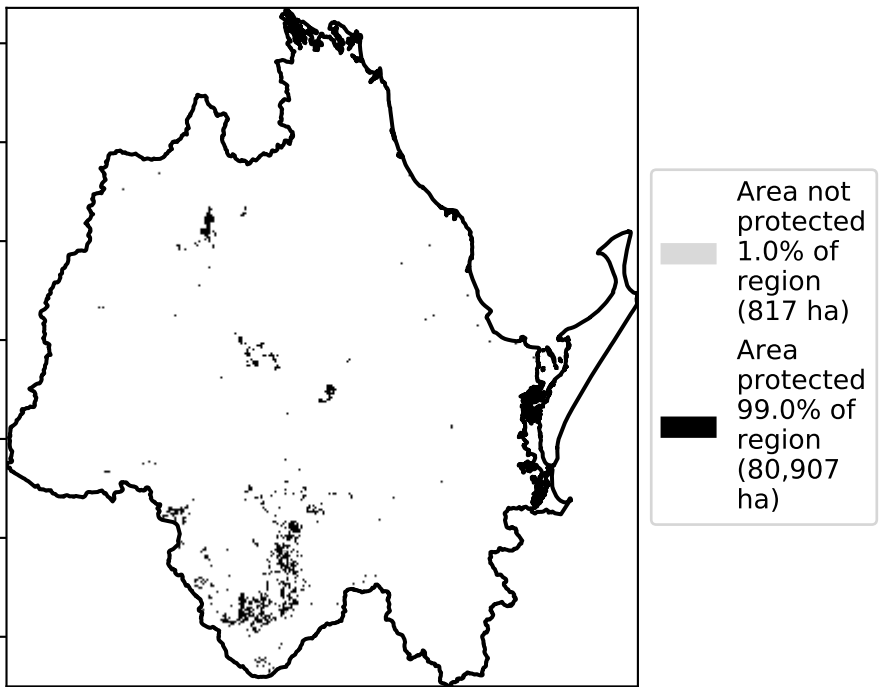 Area not
protected
1.0% of
region
(817 ha)
Area
protected
99.0% of
region
(80,907
ha)